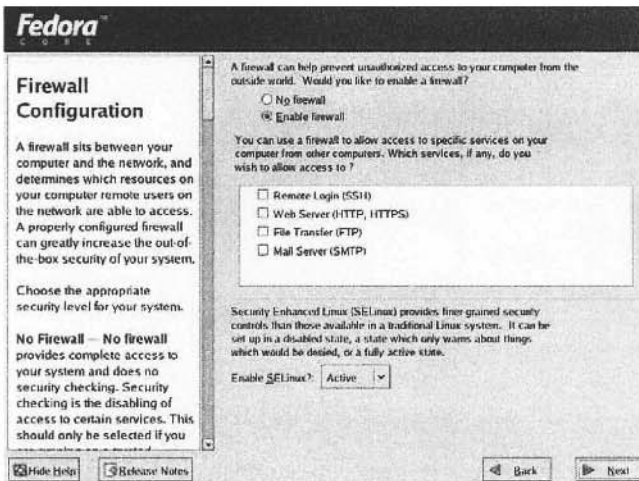 Fedora
CORE
Firewall
Configuration
A firewall sits between your
computer and the network, and
determines which resources on
your computer remote users on
the network are able to access.
A properly configured firewall
can greatly increase the out-of-
the-box security of your system.
Choose the appropriate
security level for your system.
No Firewall — No firewall
provides complete access to
your system and does no
security checking. Security
checking is the disabling of
access to certain services. This
should only be selected if you
A firewall can help prevent unauthorized access to your computer from the
outside world. Would you like to enable a firewall?
No firewall
Enable firewall
You can use a firewall to allow access to specific services on your
computer from other computers. Which services, if any, do you
wish to allow access to ?
Remote Login (SSH)
Web Server (HTTP, HTTPS)
File Transfer (FTP)
Mail Server (SMTP)
Security Enhanced Linux (SELinux) provides finer-grained security
controls than those available in a traditional Linux system. It can be
set up in a disabled state, a state which only warns about things
which would be denied, or a fully active state.
Enable SELinux?: Active
Hide Help
Release Notes
Back
Next